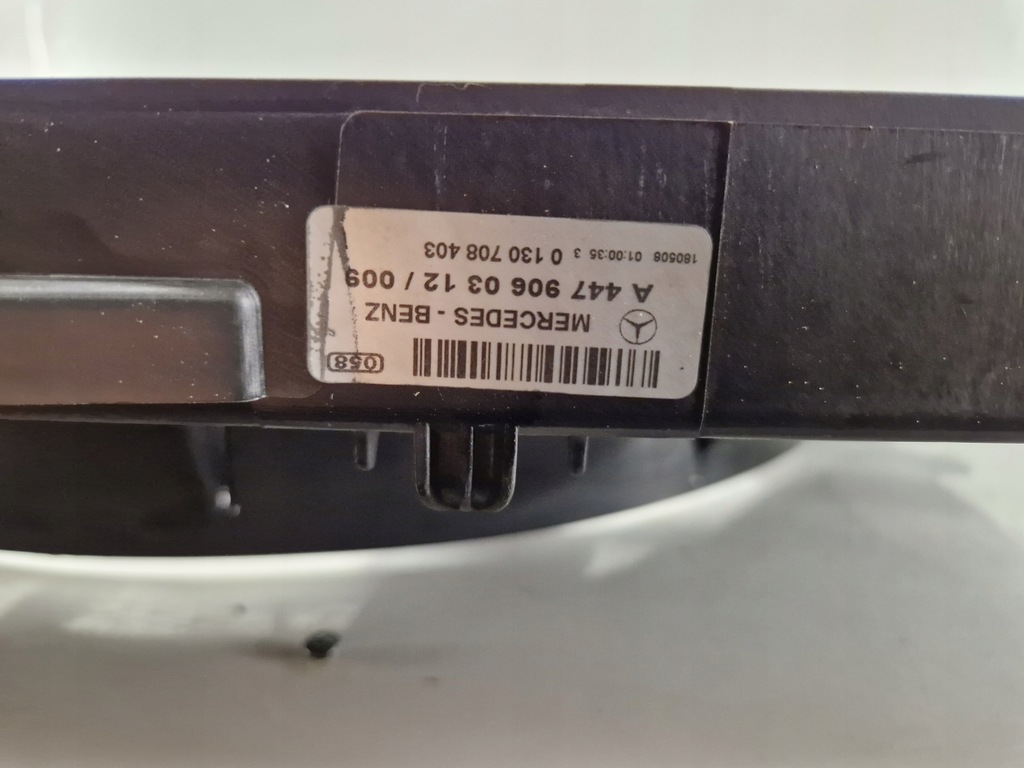 058
MERCEDES - BENZ
A 447 906 03 12 / 009
180508 01:00:35 3 0 130 708 403